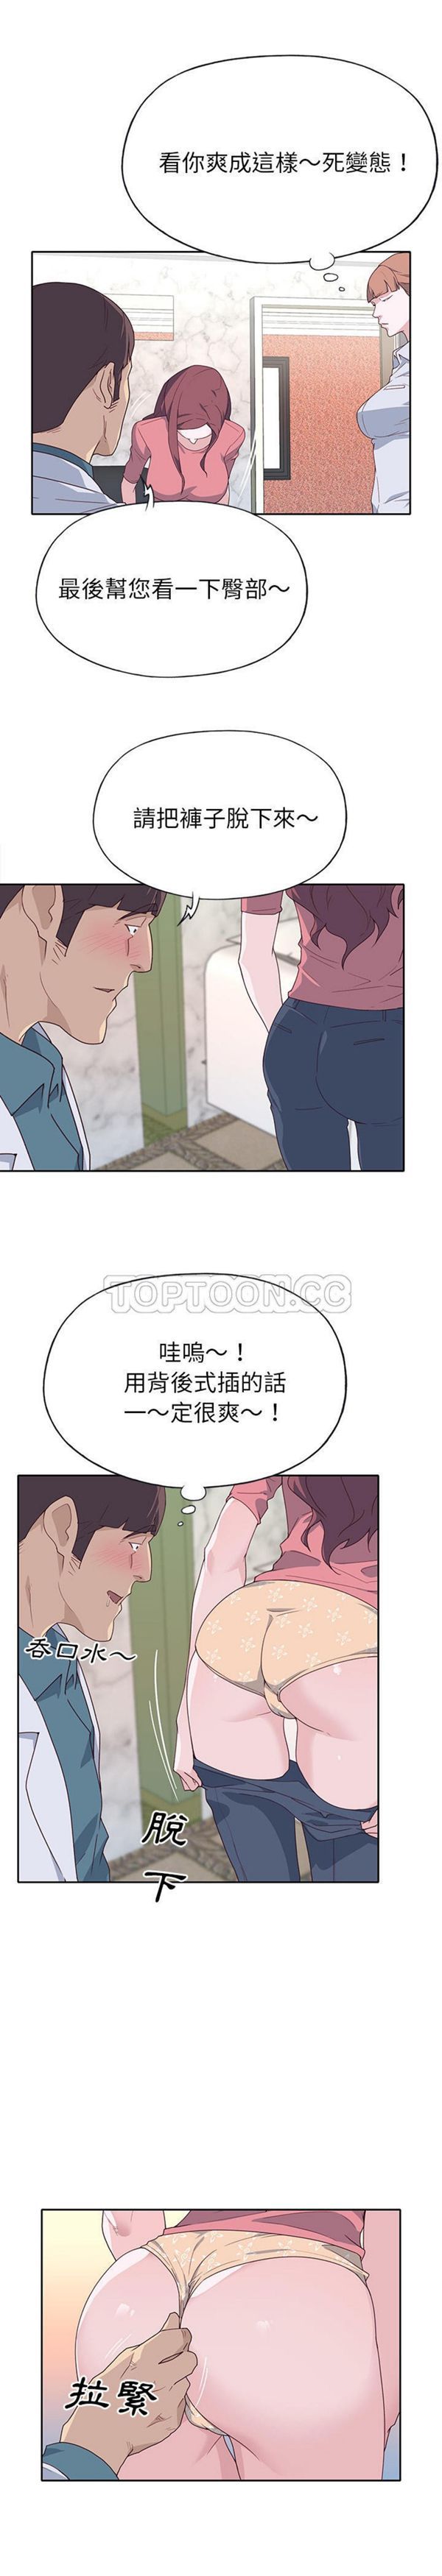 看你爽成這樣～死變態！
最後幫您看一下臀部～
請把褲子脫下來～
TOPTOON.CC
哇嗚～！
用背後式插的話
一～定很爽～！
吞口水～
脫
下
拉緊